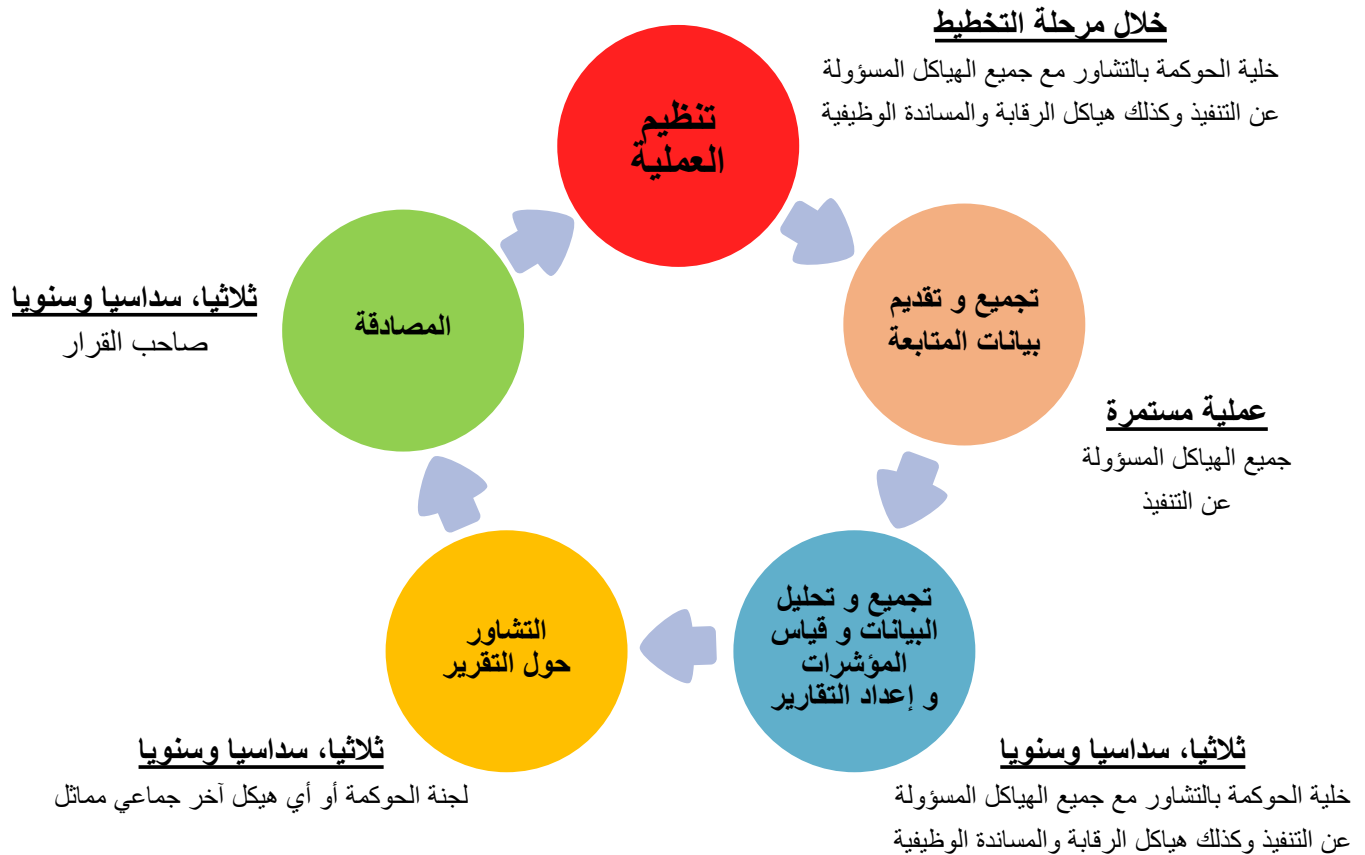 خلال مرحلة التخطيط
خلية الحوكمة بالتشاور مع جميع الهياكل المسؤولة
عن التنفيذ وكذلك هياكل الرقابة والمساندة الوظيفية
تنظيم
العملية
تجميع و تقديم
بيانات المتابعة
عملية مستمرة
جميع الهياكل المسؤولة
عن التنفيذ
تجميع و تحليل
البيانات و قياس
المؤشرات
و إعداد التقارير
ثلاثيا، سداسيا وسنويا
خلية الحوكمة بالتشاور مع جميع الهياكل المسؤولة
عن التنفيذ وكذلك هياكل الرقابة والمساندة الوظيفية
التشاور
حول التقرير
ثلاثيا، سداسيا وسنويا
لجنة الحوكمة أو أي هيكل آخر جماعي مماثل
المصادقة
ثلاثيا، سداسيا وسنويا
صاحب القرار